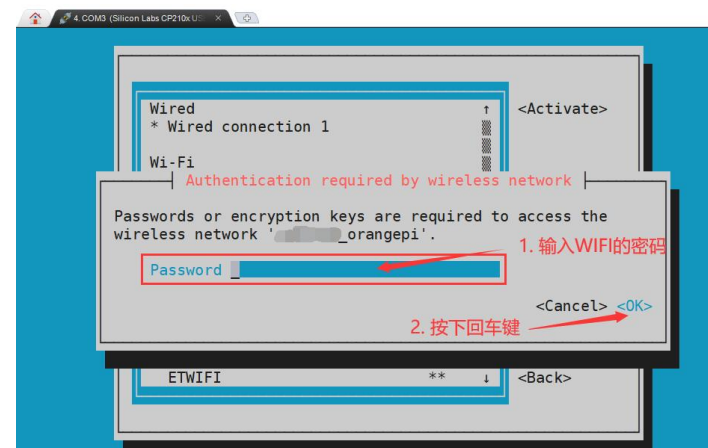 4. COM3 (Silicon Labs CP210x US
Wired
* Wired connection 1
Wi-Fi
<Activate>
Authentication required by wireless network
Passwords or encryption keys are required to access the
wireless network ' _orangepi'.
1. 输入WIFI的密码
Password
<Cancel> <OK>
2. 按下回车键
ETWIFI ** ↓ <Back>